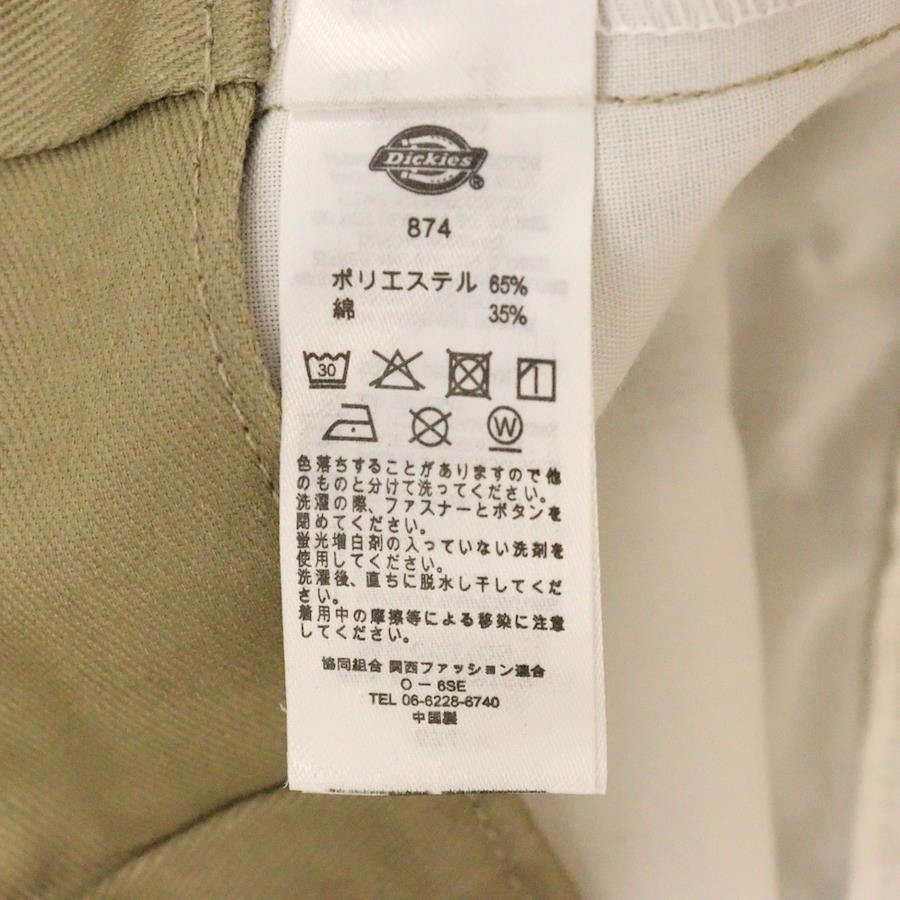 Dickies®
874
ポリエステル 65%
綿 35%
30
W
色落ちすることがありますので他
のものと分けて洗ってください。
洗濯の際、ファスナーとボタンを
閉めてください。
蛍光増白剤の入っていない洗剤を
使用してください。
洗濯後、直ちに脱水し干してくだ
さい。
着用中の摩擦等による移染に注意
してください。
協同組合 関西ファッション連合
O － 6SE
TEL 06-6228-6740
中国製